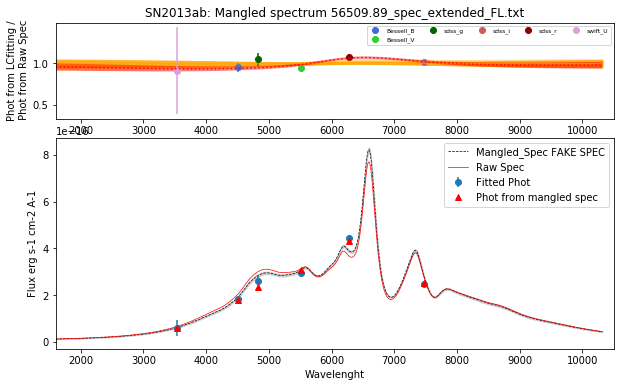 SN2013ab: Mangled spectrum 56509.89_spec_extended_FL.txt
Phot from LCfitting /
Phot from Raw Spec
1.0
0.5
Bessell_B
Bessell_V
sdss_g
sdss_i
sdss_r
swift_U
2000 3000 4000 5000 6000 7000 8000 9000 10000
1e−16
Flux erg s-1 cm-2 A-1
8
6
4
2
0
Mangled_Spec FAKE SPEC
Raw Spec
Fitted Phot
Phot from mangled spec
2000 3000 4000 5000 6000 7000 8000 9000 10000
Wavelenght